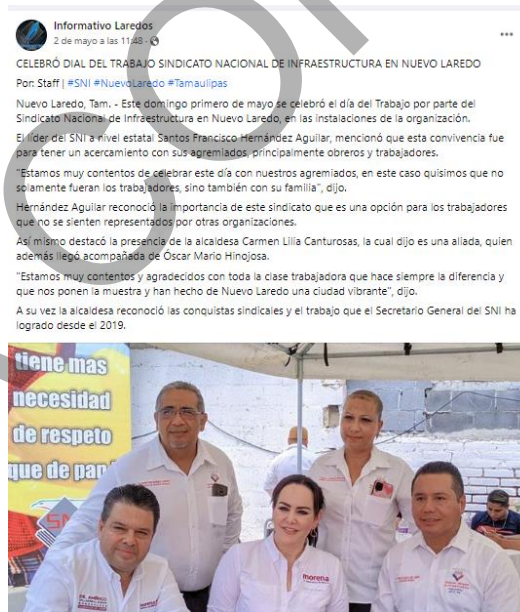 Informativo Laredos
2 de mayo a las 11:48 ·
CELEBRÓ DIAL DEL TRABAJO SINDICATO NACIONAL DE INFRAESTRUCTURA EN NUEVO LAREDO
Por: Staff | #SNI #NuevoLaredo #Tamaulipas
Nuevo Laredo, Tam. - Este domingo primero de mayo se celebró el día del Trabajo por parte del
Sindicato Nacional de Infraestructura en Nuevo Laredo, en las instalaciones de la organización.
El líder del SNI a nivel estatal Santos Francisco Hernández Aguilar, mencionó que esta convivencia fue
para tener un acercamiento con sus agremiados, principalmente obreros y trabajadores.
"Estamos muy contentos de celebrar este día con nuestros agremiados, en este caso quisimos que no
solamente fueran los trabajadores, sino también con su familia", dijo.
Hernández Aguilar reconoció la importancia de este sindicato que es una opción para los trabajadores
que no se sienten representados por otras organizaciones.
Así mismo destacó la presencia de la alcaldesa Carmen Lilia Canturosas, la cual dijo es una aliada, quien
además llegó acompañada de Óscar Mario Hinojosa.
"Estamos muy contentos y agradecidos con toda la clase trabajadora que hace siempre la diferencia y
que nos ponen la muestra y han hecho de Nuevo Laredo una ciudad vibrante", dijo.
A su vez la alcaldesa reconoció las conquistas sindicales y el trabajo que el Secretario General del SNI ha
logrado desde el 2019.
tiene mas
necesidad
de respeto
que de pan
SNI
morena